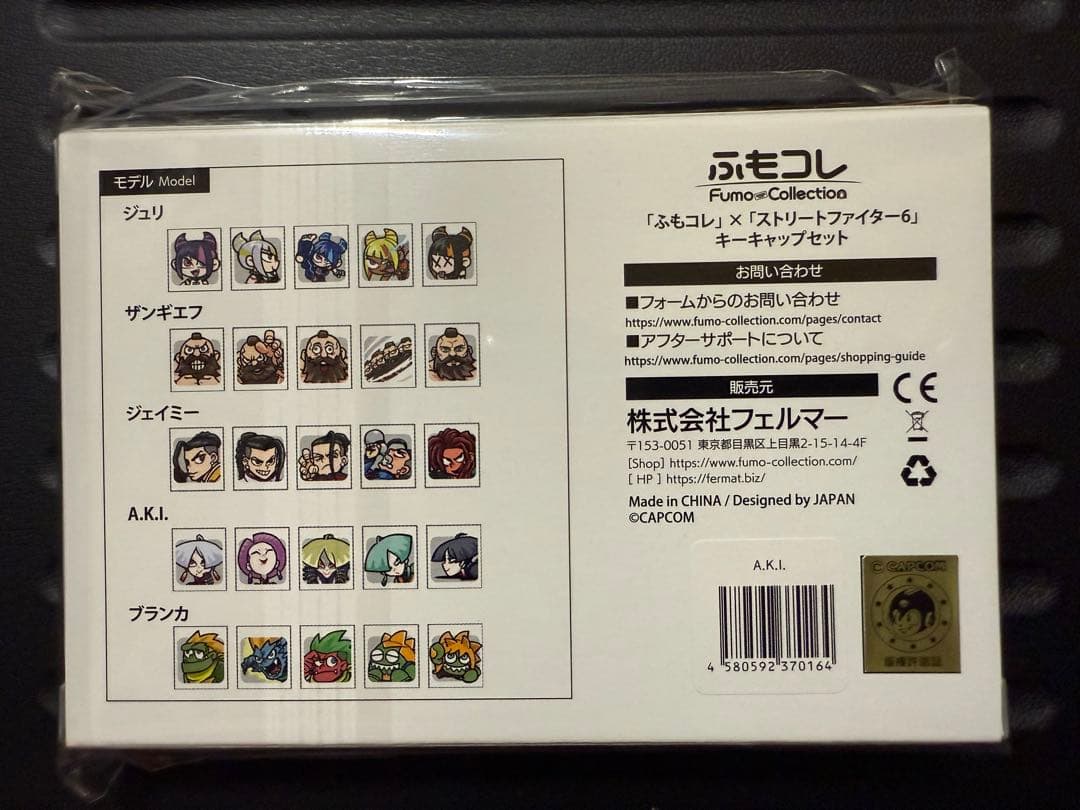 モデル Model
ジュリ
ザンギエフ
ジェイミー
A.K.I.
ブランカ
ふもコレ
Fumo Collection
「ふもコレ」×「ストリートファイター6」
キーキャップセット
お問い合わせ
■フォームからのお問い合わせ
https://www.fumo-collection.com/pages/contact
■アフターサポートについて
https://www.fumo-collection.com/pages/shopping-guide
販売元
CE
株式会社フェルマー
〒153-0051 東京都目黒区上目黒2-15-14-4F
[Shop] https://www.fumo-collection.com/
[ HP ] https://fermat.biz/
Made in CHINA / Designed by JAPAN
©CAPCOM
A.K.I.
4 580592 370164
© CAPCOM
版権許諾証